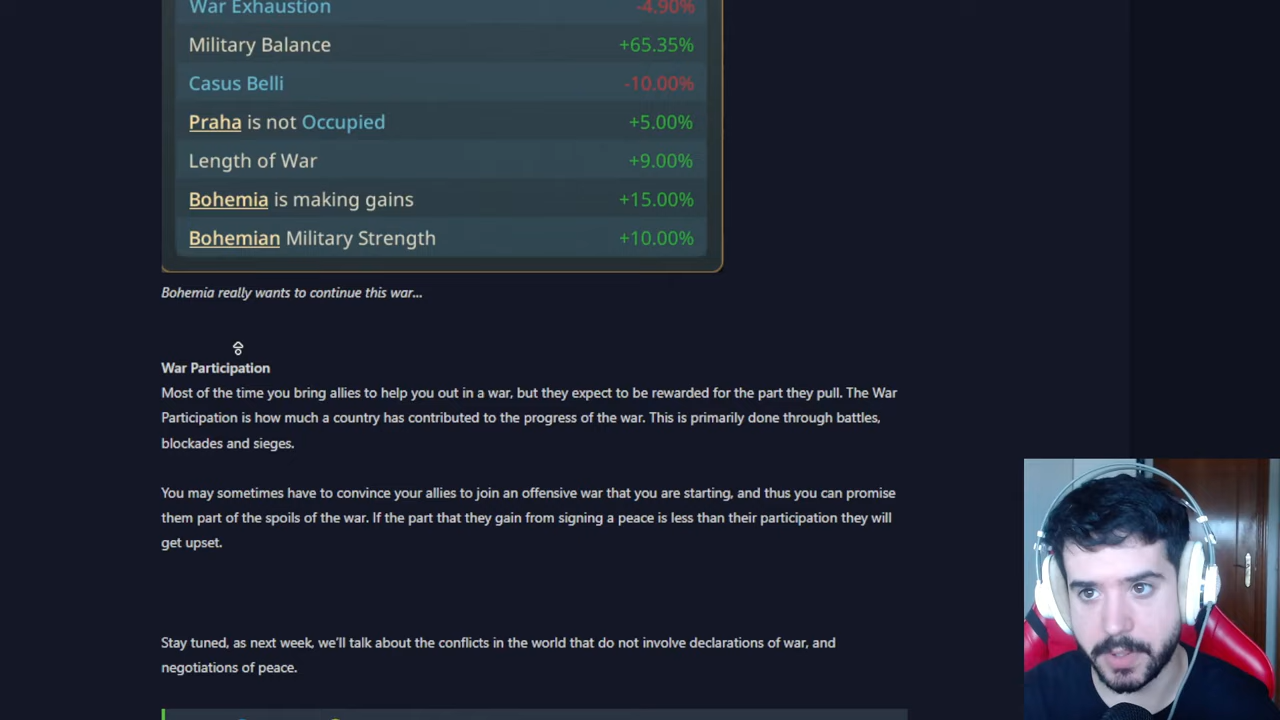 War Exhaustion -4.90%
Military Balance +65.35%
Casus Belli -10.00%
Praha is not Occupied +5.00%
Length of War +9.00%
Bohemia is making gains +15.00%
Bohemian Military Strength +10.00%
Bohemia really wants to continue this war...
War Participation
Most of the time you bring allies to help you out in a war, but they expect to be rewarded for the part they pull. The War
Participation is how much a country has contributed to the progress of the war. This is primarily done through battles,
blockades and sieges.
You may sometimes have to convince your allies to join an offensive war that you are starting, and thus you can promise
them part of the spoils of the war. If the part that they gain from signing a peace is less than their participation they will
get upset.
Stay tuned, as next week, we'll talk about the conflicts in the world that do not involve declarations of war, and
negotiations of peace.